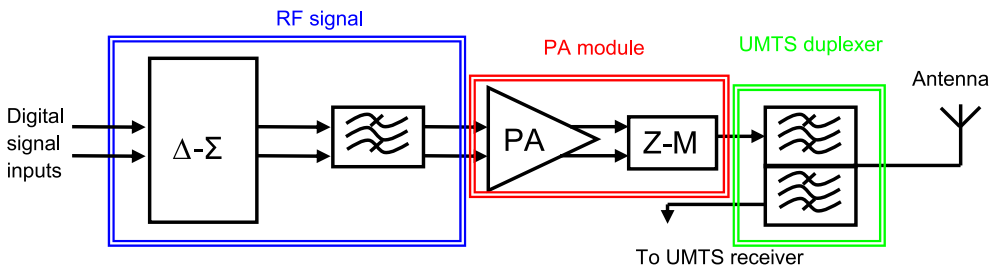 RF signal
PA module
UMTS duplexer
Antenna
Digital
signal
inputs
Δ-Σ
PA
Z-M
To UMTS receiver